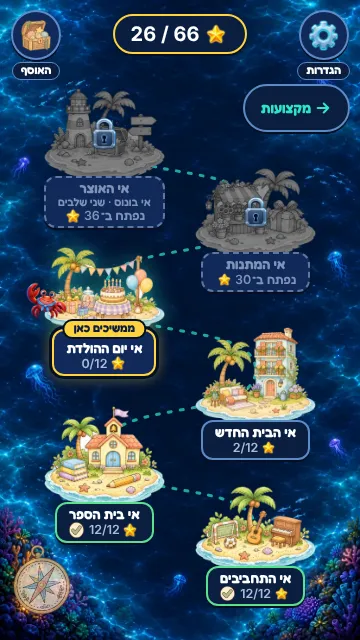 26 / 66
האוסף
הגדרות
מקצועות →
אי האוצר
אי בונוס · שני שלבים
נפתח ב־36
אי המתנות
נפתח ב־30
ממשיכים כאן
אי יום ההולדת
0/12
אי הבית החדש
2/12
אי בית הספר
12/12
אי התחביבים
12/12